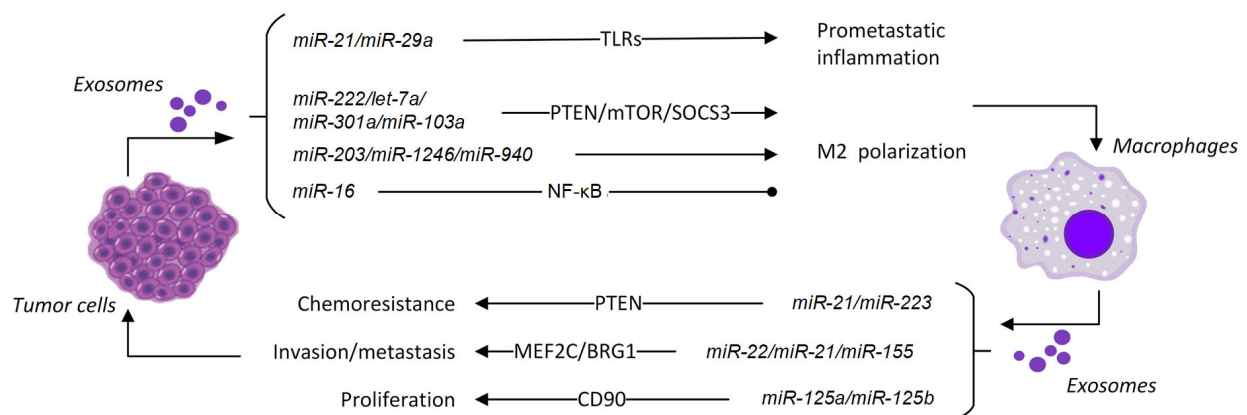 Exosomes
miR-21/miR-29a TLRs Prometastatic
inflammation
miR-222/let-7a/
miR-301a/miR-103a PTEN/mTOR/SOCS3
miR-203/miR-1246/miR-940 M2 polarization
miR-16 NF-κB
Macrophages
Tumor cells
Chemoresistance PTEN miR-21/miR-223
Invasion/metastasis MEF2C/BRG1 miR-22/miR-21/miR-155
Proliferation CD90 miR-125a/miR-125b
Exosomes